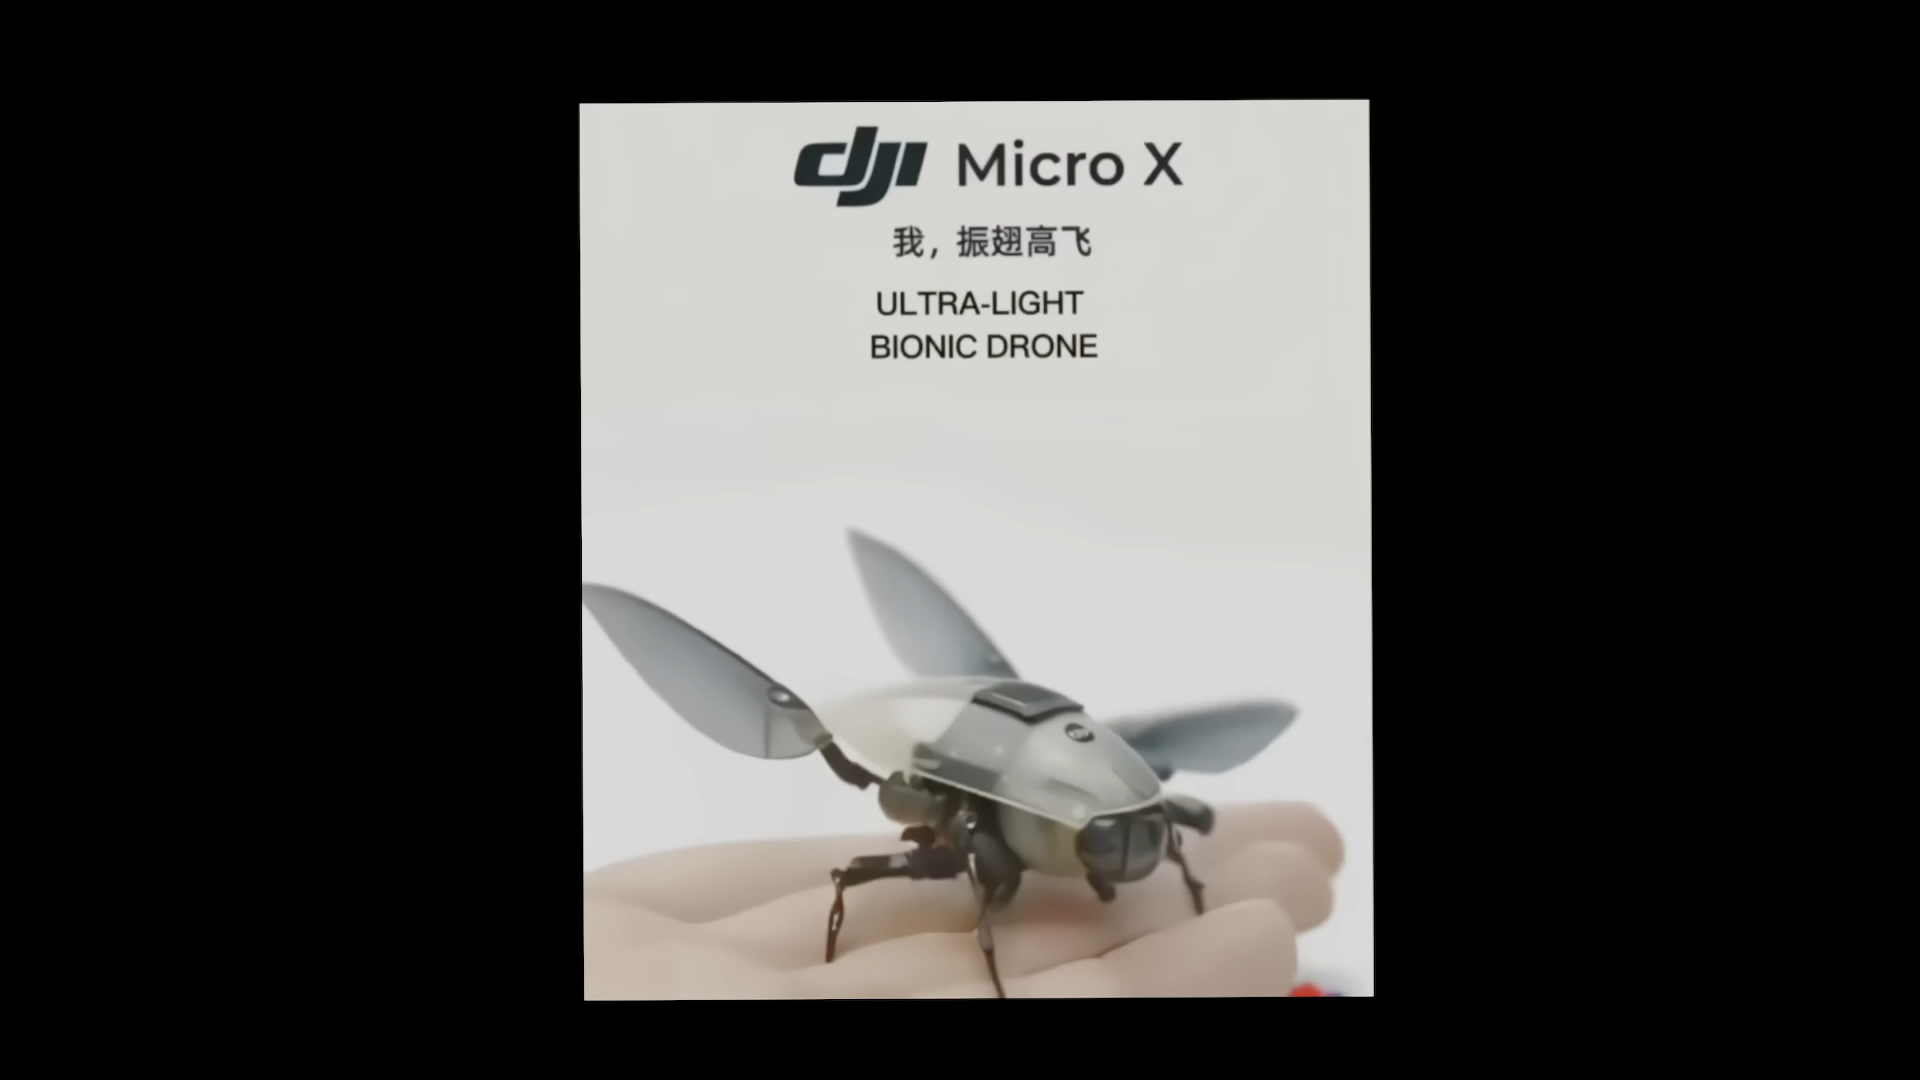 dji Micro X
我，振翅高飞
ULTRA-LIGHT
BIONIC DRONE